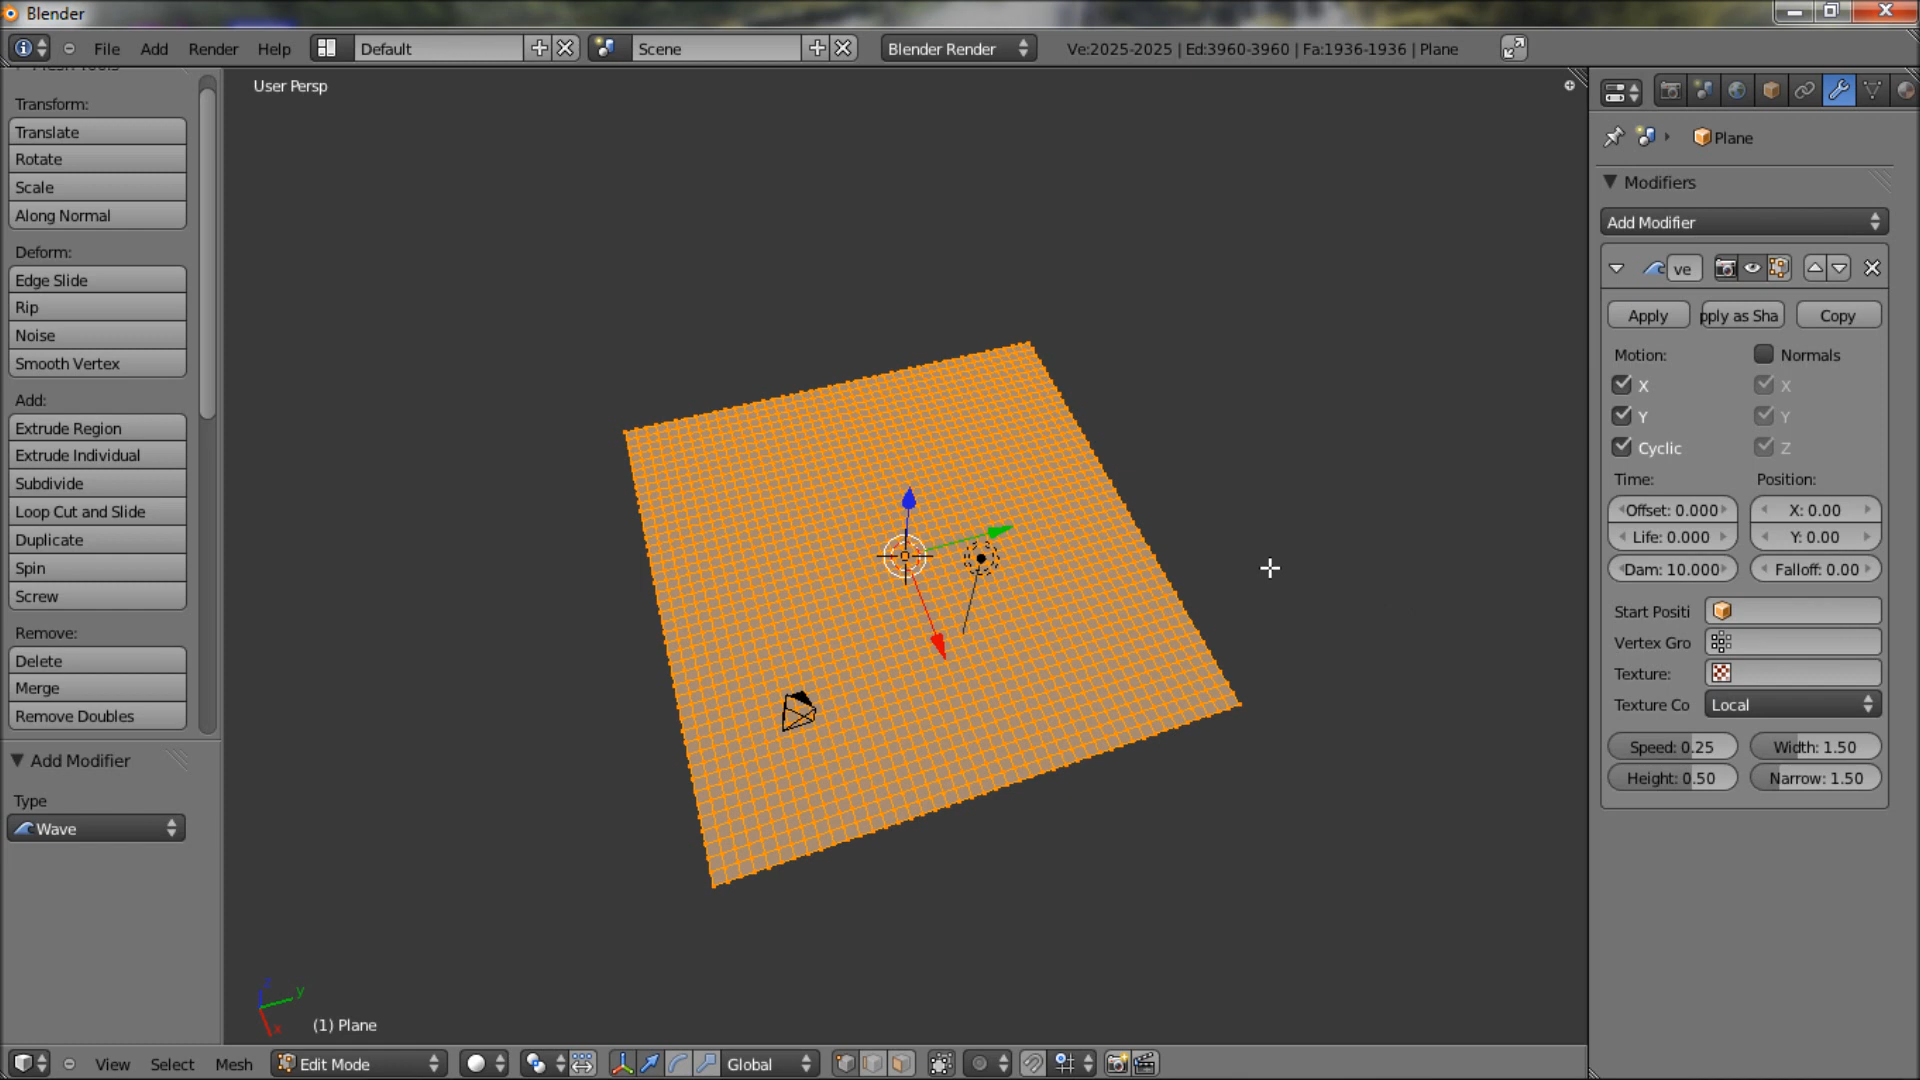 Blender
File Add Render Help Default Scene Blender Render Ve:2025-2025 | Ed:3960-3960 | Fa:1936-1936 | Plane
Transform:
Translate
Rotate
Scale
Along Normal
Deform:
Edge Slide
Rip
Noise
Smooth Vertex
Add:
Extrude Region
Extrude Individual
Subdivide
Loop Cut and Slide
Duplicate
Spin
Screw
Remove:
Delete
Merge
Remove Doubles
Add Modifier
Type
Wave
User Persp
z
y
x
(1) Plane
View Select Mesh Edit Mode Global
Plane
Modifiers
Add Modifier
ve
Apply pply as Sha Copy
Motion: Normals
X X
Y Y
Cyclic Z
Time: Position:
Offset: 0.000 X: 0.00
Life: 0.000 Y: 0.00
Dam: 10.000 Falloff: 0.00
Start Positi
Vertex Gro
Texture:
Texture Co Local
Speed: 0.25 Width: 1.50
Height: 0.50 Narrow: 1.50